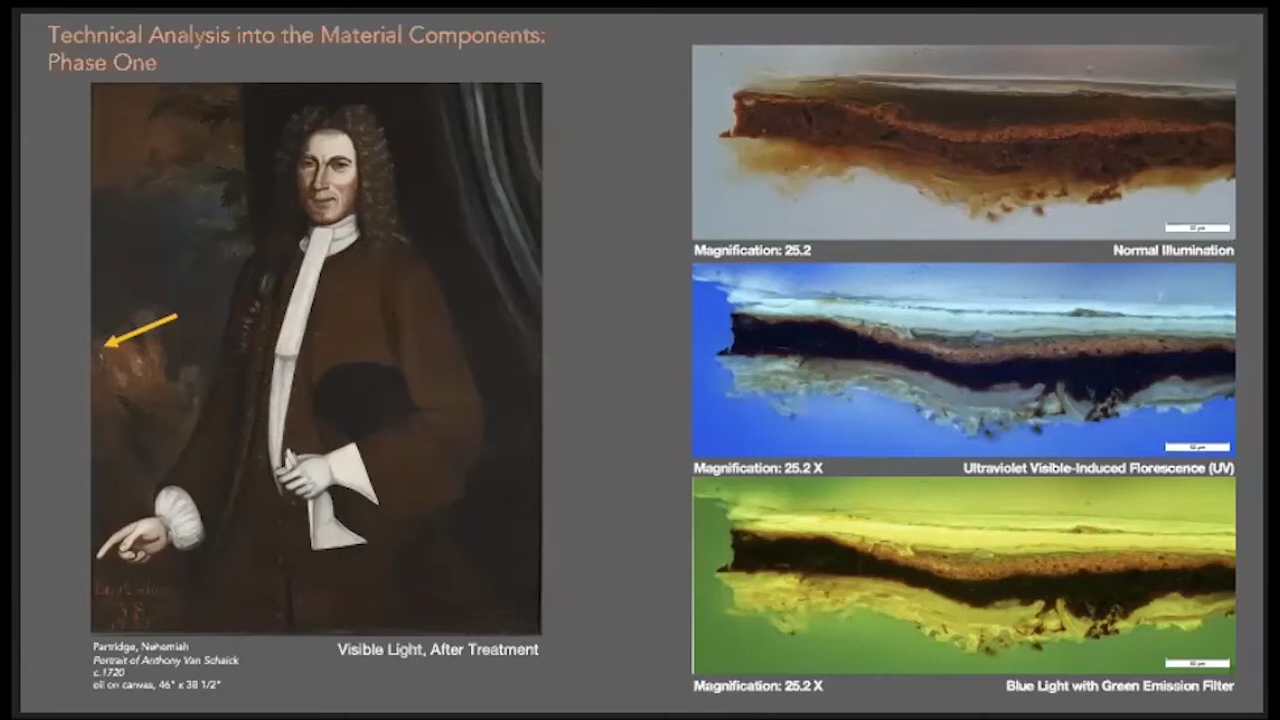 Technical Analysis into the Material Components:
Phase One
Magnification: 25.2
Normal Illumination
Magnification: 25.2 X
Ultraviolet Visible-Induced Florescence (UV)
Magnification: 25.2 X
Blue Light with Green Emission Filter
38
Partridge, Nehemiah
Portrait of Anthony Van Schaick
c.1720
oil on canvas, 46" x 38 1/2"
Visible Light, After Treatment